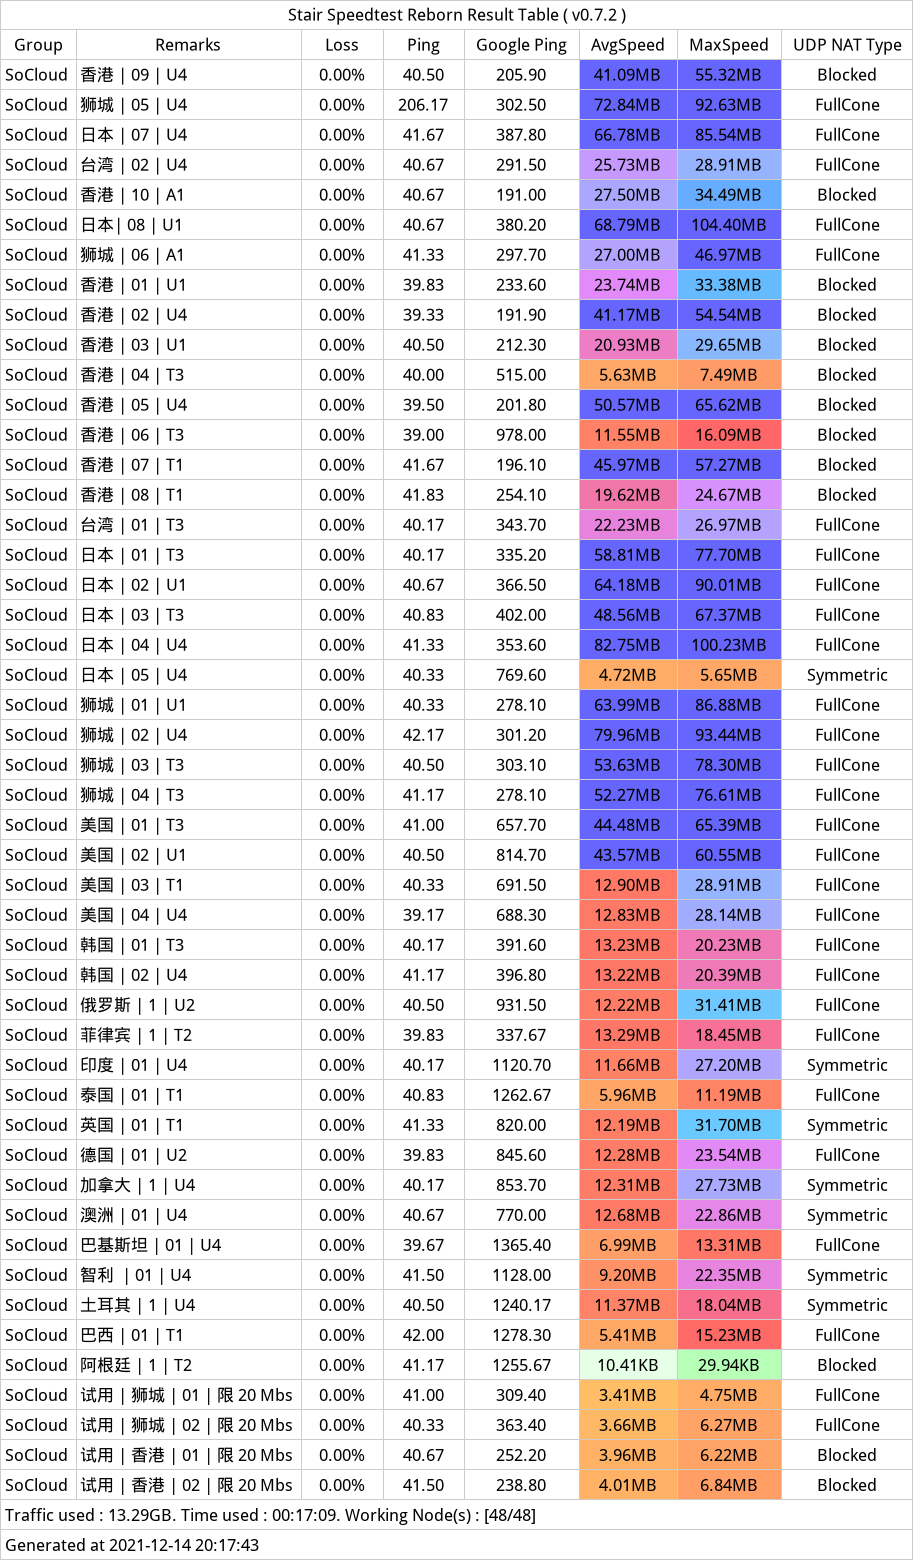 Stair Speedtest Reborn Result Table ( v0.7.2 )
Group Remarks Loss Ping Google Ping AvgSpeed MaxSpeed UDP NAT Type
SoCloud 香港 | 09 | U4 0.00% 40.50 205.90 41.09MB 55.32MB Blocked
SoCloud 狮城 | 05 | U4 0.00% 206.17 302.50 72.84MB 92.63MB FullCone
SoCloud 日本 | 07 | U4 0.00% 41.67 387.80 66.78MB 85.54MB FullCone
SoCloud 台湾 | 02 | U4 0.00% 40.67 291.50 25.73MB 28.91MB FullCone
SoCloud 香港 | 10 | A1 0.00% 40.67 191.00 27.50MB 34.49MB Blocked
SoCloud 日本| 08 | U1 0.00% 40.67 380.20 68.79MB 104.40MB FullCone
SoCloud 狮城 | 06 | A1 0.00% 41.33 297.70 27.00MB 46.97MB FullCone
SoCloud 香港 | 01 | U1 0.00% 39.83 233.60 23.74MB 33.38MB Blocked
SoCloud 香港 | 02 | U4 0.00% 39.33 191.90 41.17MB 54.54MB Blocked
SoCloud 香港 | 03 | U1 0.00% 40.50 212.30 20.93MB 29.65MB Blocked
SoCloud 香港 | 04 | T3 0.00% 40.00 515.00 5.63MB 7.49MB Blocked
SoCloud 香港 | 05 | U4 0.00% 39.50 201.80 50.57MB 65.62MB Blocked
SoCloud 香港 | 06 | T3 0.00% 39.00 978.00 11.55MB 16.09MB Blocked
SoCloud 香港 | 07 | T1 0.00% 41.67 196.10 45.97MB 57.27MB Blocked
SoCloud 香港 | 08 | T1 0.00% 41.83 254.10 19.62MB 24.67MB Blocked
SoCloud 台湾 | 01 | T3 0.00% 40.17 343.70 22.23MB 26.97MB FullCone
SoCloud 日本 | 01 | T3 0.00% 40.17 335.20 58.81MB 77.70MB FullCone
SoCloud 日本 | 02 | U1 0.00% 40.67 366.50 64.18MB 90.01MB FullCone
SoCloud 日本 | 03 | T3 0.00% 40.83 402.00 48.56MB 67.37MB FullCone
SoCloud 日本 | 04 | U4 0.00% 41.33 353.60 82.75MB 100.23MB FullCone
SoCloud 日本 | 05 | U4 0.00% 40.33 769.60 4.72MB 5.65MB Symmetric
SoCloud 狮城 | 01 | U1 0.00% 40.33 278.10 63.99MB 86.88MB FullCone
SoCloud 狮城 | 02 | U4 0.00% 42.17 301.20 79.96MB 93.44MB FullCone
SoCloud 狮城 | 03 | T3 0.00% 40.50 303.10 53.63MB 78.30MB FullCone
SoCloud 狮城 | 04 | T3 0.00% 41.17 278.10 52.27MB 76.61MB FullCone
SoCloud 美国 | 01 | T3 0.00% 41.00 657.70 44.48MB 65.39MB FullCone
SoCloud 美国 | 02 | U1 0.00% 40.50 814.70 43.57MB 60.55MB FullCone
SoCloud 美国 | 03 | T1 0.00% 40.33 691.50 12.90MB 28.91MB FullCone
SoCloud 美国 | 04 | U4 0.00% 39.17 688.30 12.83MB 28.14MB FullCone
SoCloud 韩国 | 01 | T3 0.00% 40.17 391.60 13.23MB 20.23MB FullCone
SoCloud 韩国 | 02 | U4 0.00% 41.17 396.80 13.22MB 20.39MB FullCone
SoCloud 俄罗斯 | 1 | U2 0.00% 40.50 931.50 12.22MB 31.41MB FullCone
SoCloud 菲律宾 | 1 | T2 0.00% 39.83 337.67 13.29MB 18.45MB FullCone
SoCloud 印度 | 01 | U4 0.00% 40.17 1120.70 11.66MB 27.20MB Symmetric
SoCloud 泰国 | 01 | T1 0.00% 40.83 1262.67 5.96MB 11.19MB FullCone
SoCloud 英国 | 01 | T1 0.00% 41.33 820.00 12.19MB 31.70MB Symmetric
SoCloud 德国 | 01 | U2 0.00% 39.83 845.60 12.28MB 23.54MB FullCone
SoCloud 加拿大 | 1 | U4 0.00% 40.17 853.70 12.31MB 27.73MB Symmetric
SoCloud 澳洲 | 01 | U4 0.00% 40.67 770.00 12.68MB 22.86MB Symmetric
SoCloud 巴基斯坦 | 01 | U4 0.00% 39.67 1365.40 6.99MB 13.31MB FullCone
SoCloud 智利 | 01 | U4 0.00% 41.50 1128.00 9.20MB 22.35MB Symmetric
SoCloud 土耳其 | 1 | U4 0.00% 40.50 1240.17 11.37MB 18.04MB Symmetric
SoCloud 巴西 | 01 | T1 0.00% 42.00 1278.30 5.41MB 15.23MB FullCone
SoCloud 阿根廷 | 1 | T2 0.00% 41.17 1255.67 10.41KB 29.94KB Blocked
SoCloud 试用 | 狮城 | 01 | 限 20 Mbs 0.00% 41.00 309.40 3.41MB 4.75MB FullCone
SoCloud 试用 | 狮城 | 02 | 限 20 Mbs 0.00% 40.33 363.40 3.66MB 6.27MB FullCone
SoCloud 试用 | 香港 | 01 | 限 20 Mbs 0.00% 40.67 252.20 3.96MB 6.22MB Blocked
SoCloud 试用 | 香港 | 02 | 限 20 Mbs 0.00% 41.50 238.80 4.01MB 6.84MB Blocked
Traffic used : 13.29GB. Time used : 00:17:09. Working Node(s) : [48/48]
Generated at 2021-12-14 20:17:43